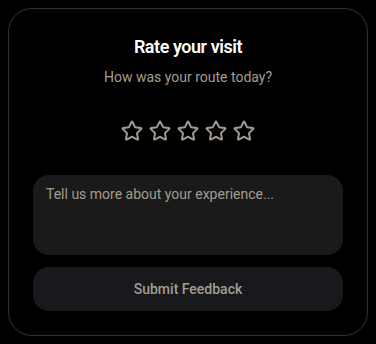 Rate your visit
How was your route today?
Tell us more about your experience...
Submit Feedback